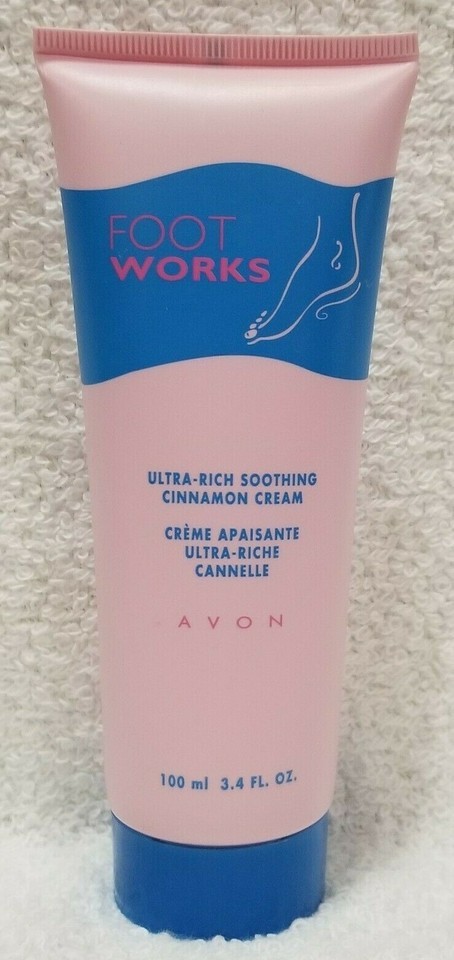 FOOT
WORKS
ULTRA-RICH SOOTHING
CINNAMON CREAM
CRÈME APAISANTE
ULTRA-RICHE
CANNELLE
AVON
100 ml 3.4 FL. OZ.